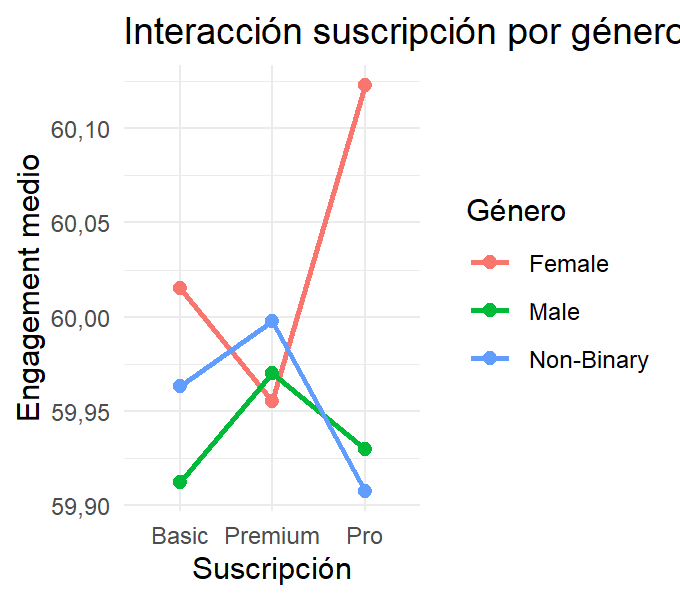 Interacción suscripción por género
60,10
60,05
60,00
59,95
59,90
Engagement medio
Basic Premium Pro
Suscripción
Género
Female
Male
Non-Binary